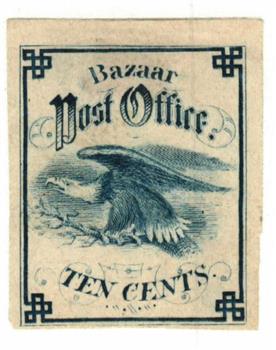 Bazaar
Post Office.
TEN CENTS.